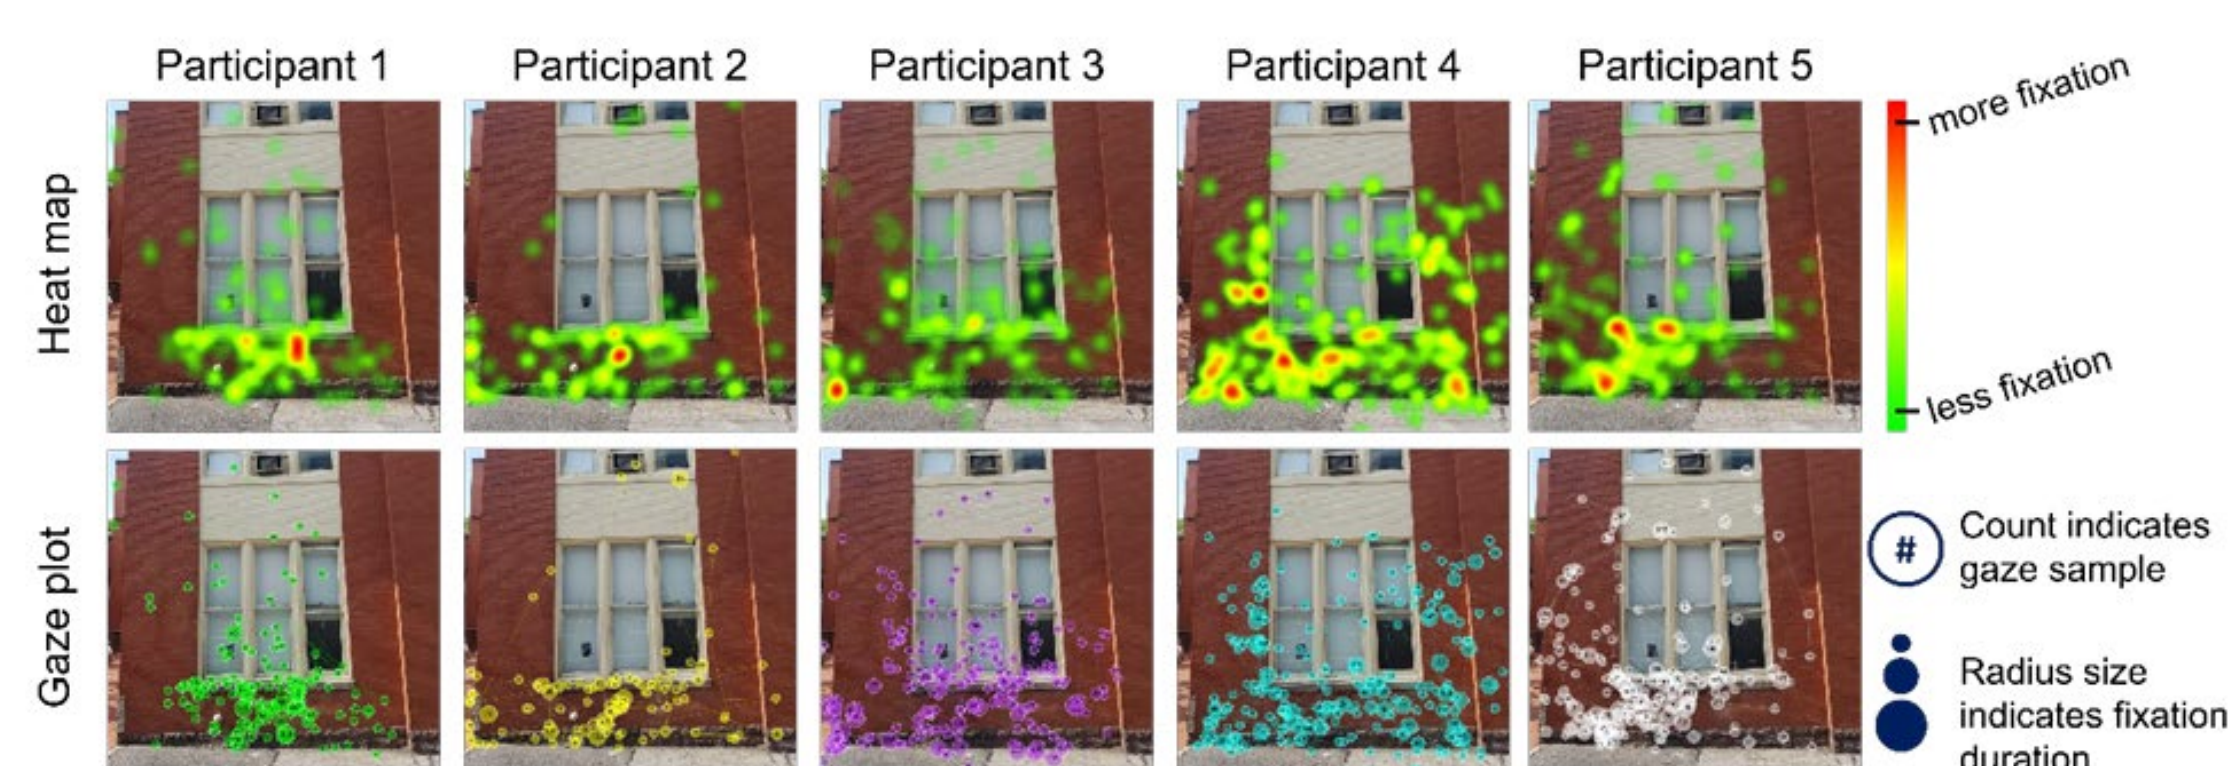 Participant 1
Participant 2
Participant 3
Participant 4
Participant 5
Heat map
more fixation
less fixation
Gaze plot
#
Count indicates
gaze sample
Radius size
indicates fixation
duration